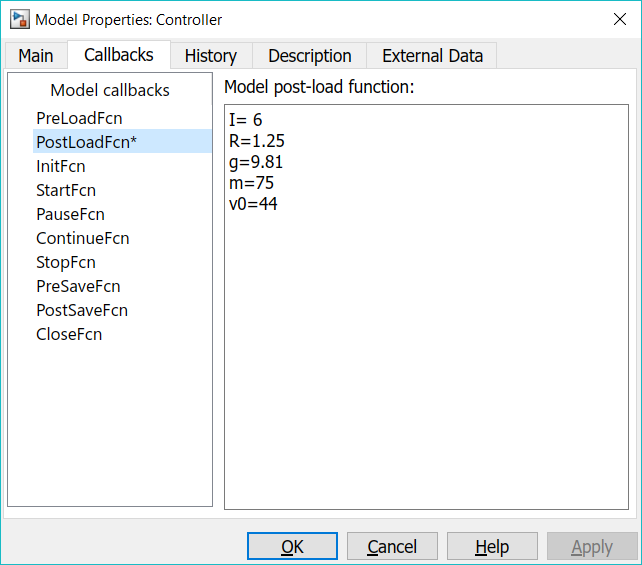 Model Properties: Controller
Main
Callbacks
History
Description
External Data
Model callbacks
PreLoadFcn
PostLoadFcn*
InitFcn
StartFcn
PauseFcn
ContinueFcn
StopFcn
PreSaveFcn
PostSaveFcn
CloseFcn
Model post-load function:
I= 6
R=1.25
g=9.81
m=75
v0=44
OK
Cancel
Help
Apply